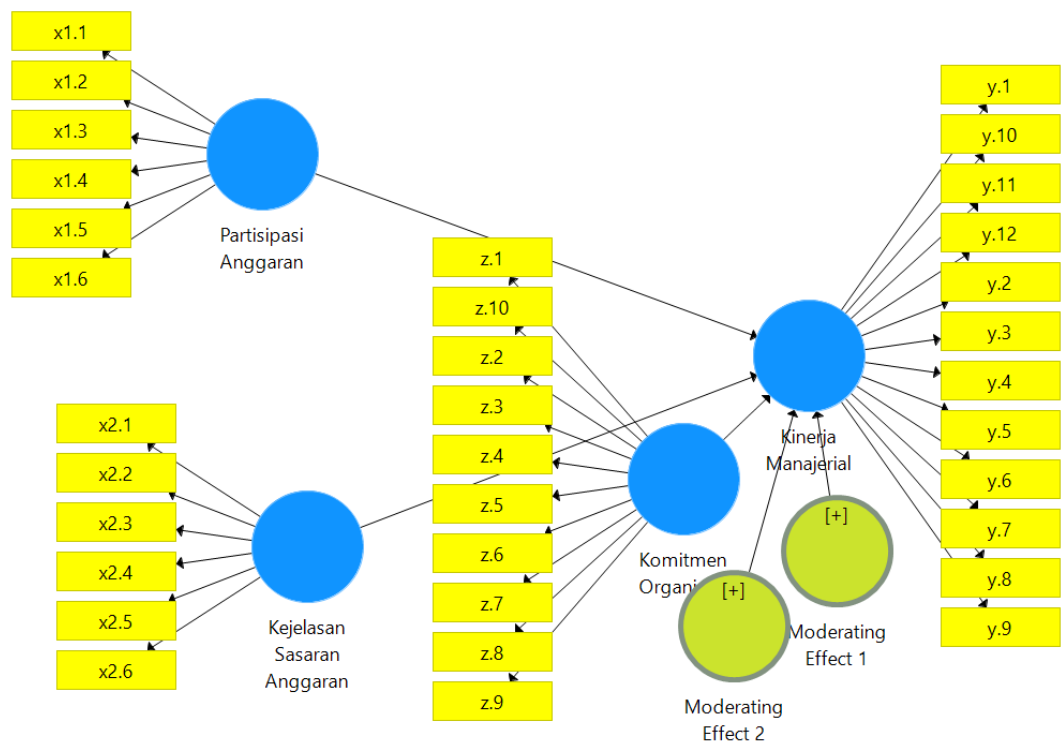 x1.1
x1.2
x1.3
x1.4
x1.5
x1.6
Partisipasi
Anggaran
x2.1
x2.2
x2.3
x2.4
x2.5
x2.6
Kejelasan
Sasaran
Anggaran
z.1
z.10
z.2
z.3
z.4
z.5
z.6
z.7
z.8
z.9
Komitmen
[+]
Moderating
Effect 2
Kinerja
Manajerial
[+]
Moderating
Effect 1
y.1
y.10
y.11
y.12
y.2
y.3
y.4
y.5
y.6
y.7
y.8
y.9